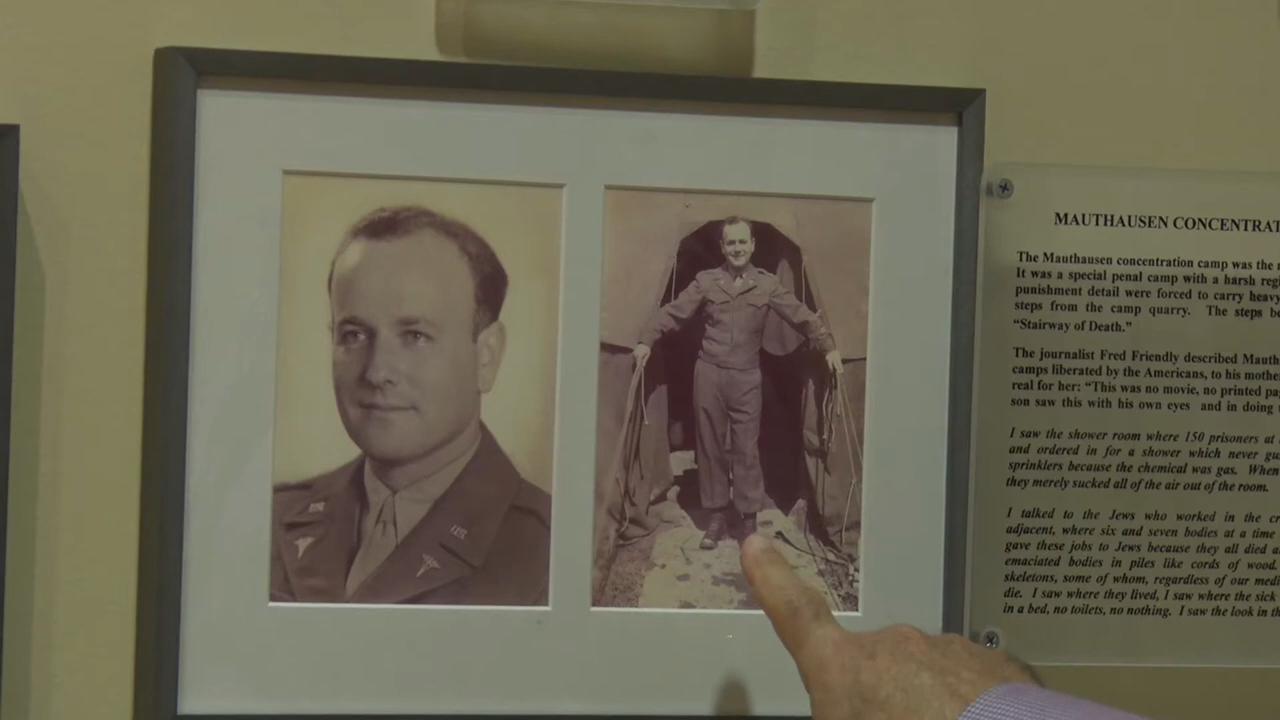 MAUTHAUSEN CONCENTRAT
The Mauthausen concentration camp was the
It was a special penal camp with a harsh regi
punishment detail were forced to carry heavy
steps from the camp quarry. The steps be
“Stairway of Death.”
The journalist Fred Friendly described Mauth
camps liberated by the Americans, to his mothe
real for her: “This was no movie, no printed pa
son saw this with his own eyes and in doing
I saw the shower room where 150 prisoners at
and ordered in for a shower which never gu
sprinklers because the chemical was gas. When
they merely sucked all of the air out of the room.
I talked to the Jews who worked in the cr
adjacent, where six and seven bodies at a time
gave these jobs to Jews because they all died a
emaciated bodies in piles like cords of wood.
skeletons, some of whom, regardless of our medi
die. I saw where they lived, I saw where the sick
in a bed, no toilets, no nothing. I saw the look in th